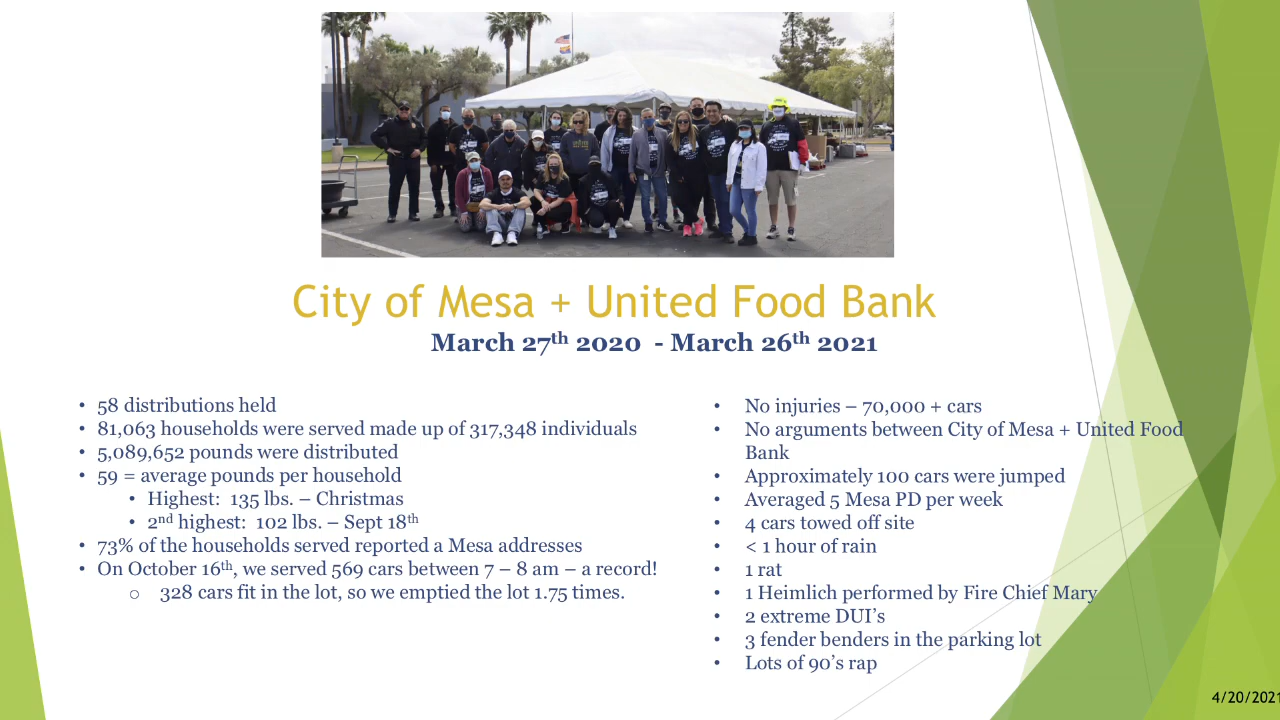 City of Mesa + United Food Bank
March 27th 2020 - March 26th 2021
• 58 distributions held
• 81,063 households were served made up of 317,348 individuals
• 5,089,652 pounds were distributed
• 59 = average pounds per household
• Highest: 135 lbs. – Christmas
• 2nd highest: 102 lbs. – Sept 18th
• 73% of the households served reported a Mesa addresses
• On October 16th, we served 569 cars between 7 – 8 am – a record!
o 328 cars fit in the lot, so we emptied the lot 1.75 times.
• No injuries – 70,000 + cars
• No arguments between City of Mesa + United Food
Bank
• Approximately 100 cars were jumped
• Averaged 5 Mesa PD per week
• 4 cars towed off site
• < 1 hour of rain
• 1 rat
• 1 Heimlich performed by Fire Chief Mary
• 2 extreme DUI's
• 3 fender benders in the parking lot
• Lots of 90's rap
4/20/2021